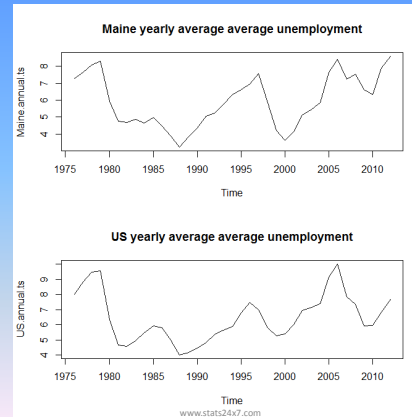 Maine yearly average average unemployment
Maine.annual.ts
8
7
6
5
4
1975 1980 1985 1990 1995 2000 2005 2010
Time
US yearly average average unemployment
US.annual.ts
9
8
7
6
5
4
1975 1980 1985 1990 1995 2000 2005 2010
Time
www.stats24x7.com